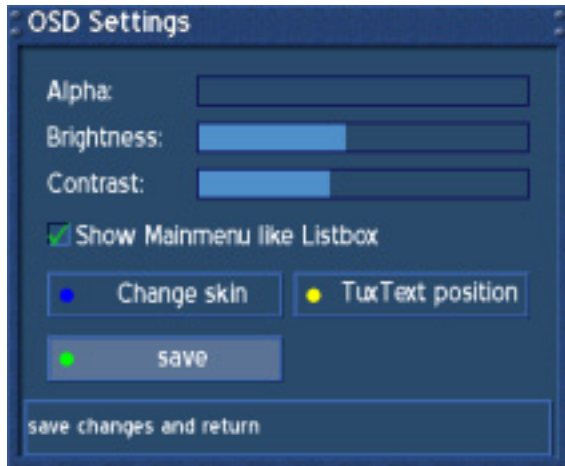 OSD Settings
Alpha:
Brightness:
Contrast:
Show Mainmenu like Listbox
Change skin
TuxText position
save
save changes and return